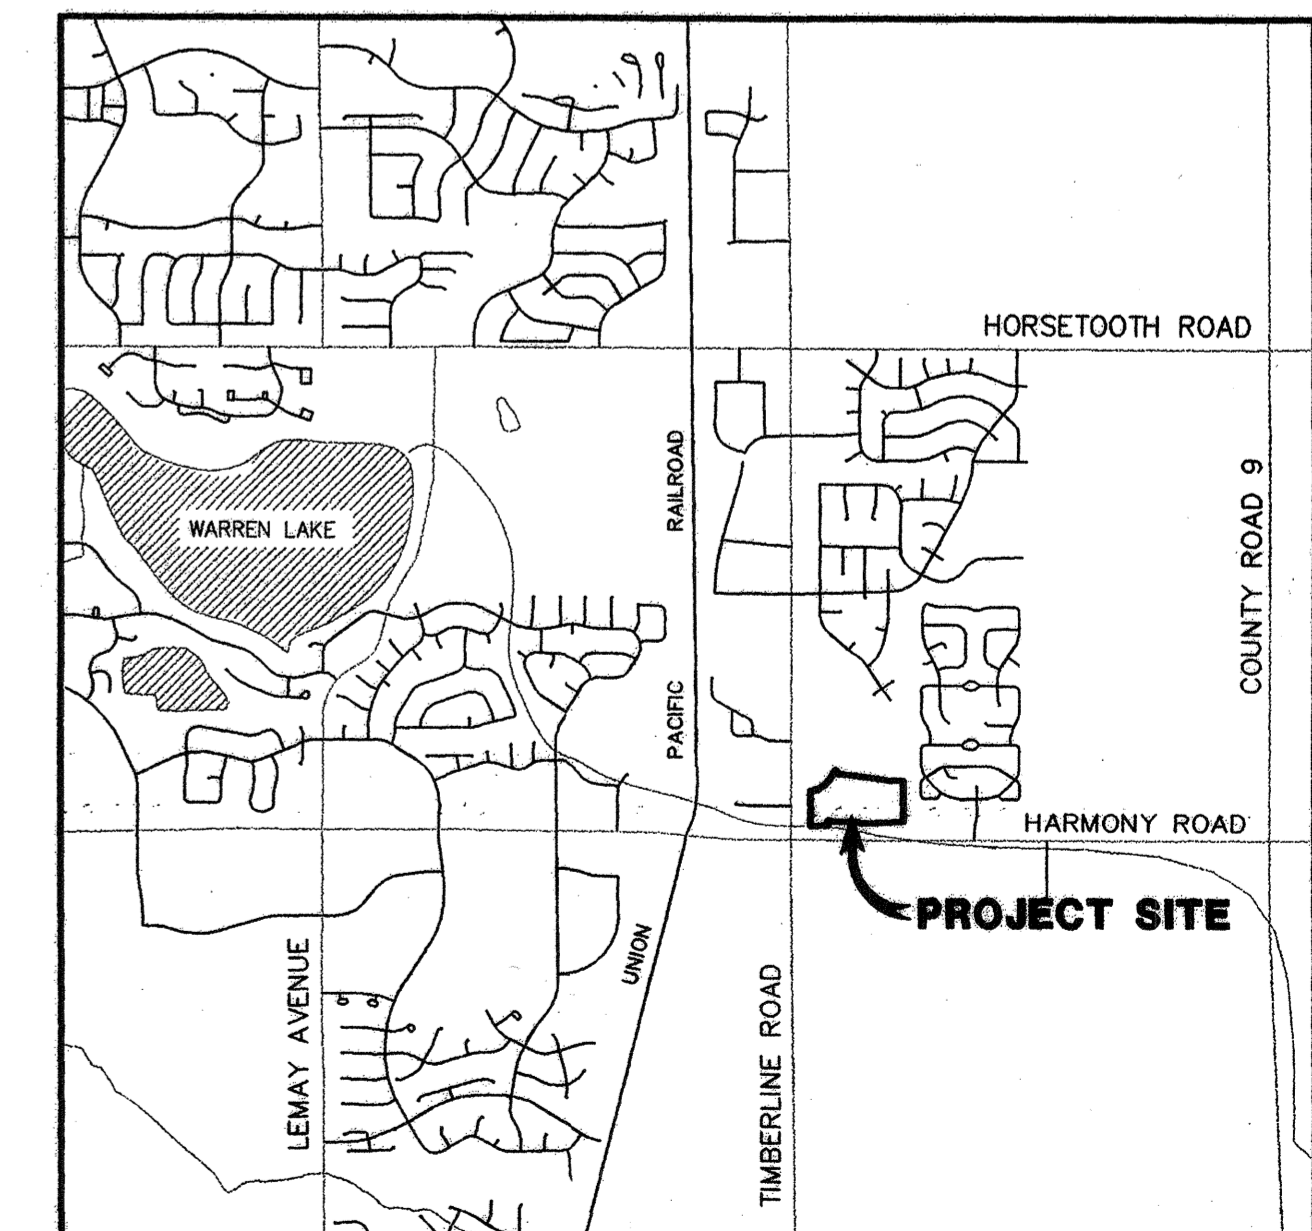 HORSETOOTH ROAD
RAILROAD
COUNTY ROAD 9
WARREN LAKE
PACIFIC
HARMONY ROAD
PROJECT SITE
UNION
LEMAY AVENUE
TIMBERLINE ROAD